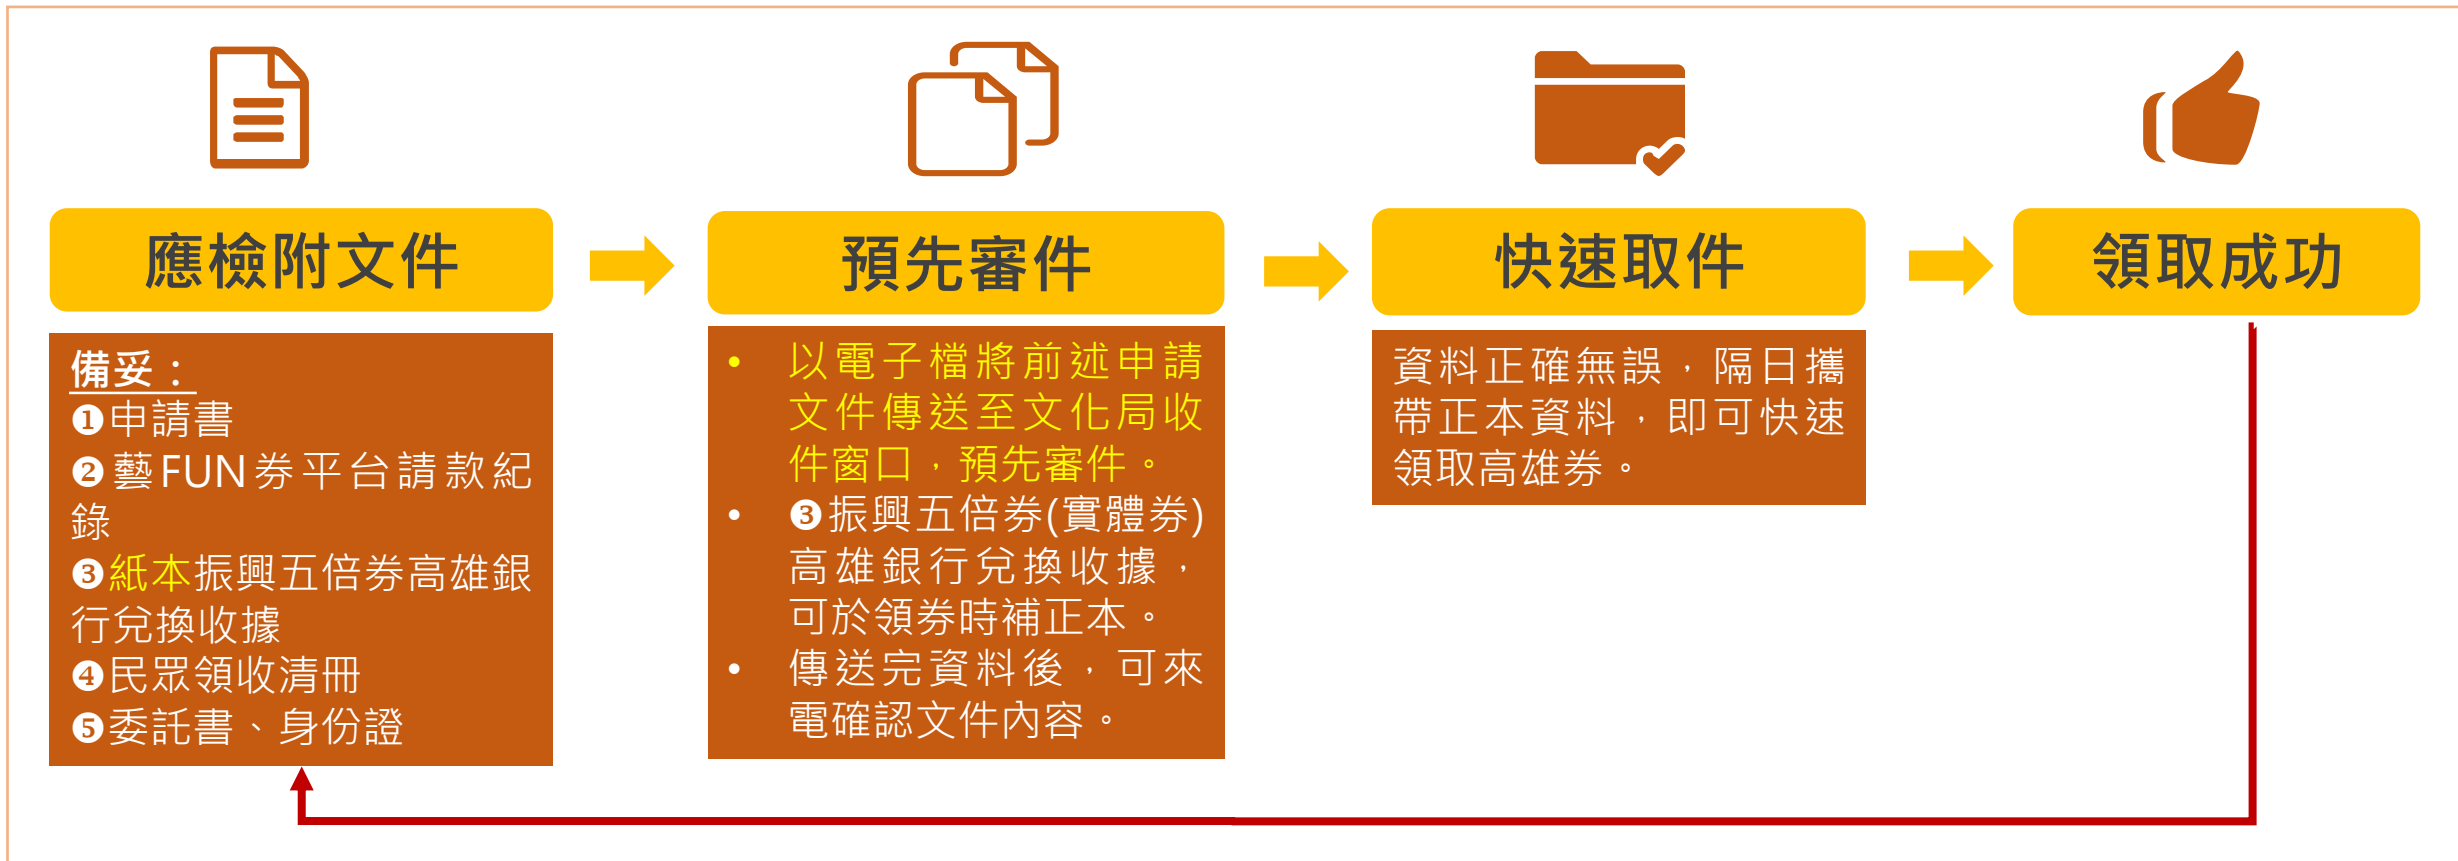 應檢附文件
備妥：
❶申請書
❷藝FUN券平台請款紀
錄
❸紙本振興五倍券高雄銀
行兌換收據
❹民眾領收清冊
❺委託書、身份證
預先審件
• 以電子檔將前述申請
文件傳送至文化局收
件窗口，預先審件。
• ❸振興五倍券(實體券)
高雄銀行兌換收據，
可於領券時補正本。
• 傳送完資料後，可來
電確認文件內容。
快速取件
資料正確無誤，隔日攜
帶正本資料，即可快速
領取高雄券。
領取成功